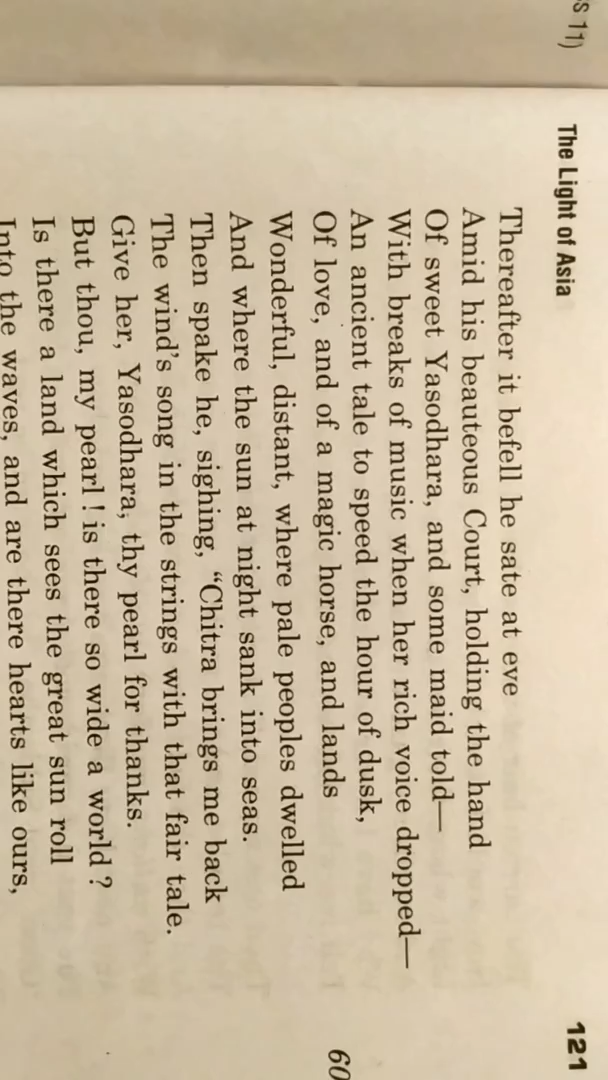 s 11)
The Light of Asia 121
Thereafter it befell he sate at eve
Amid his beauteous Court, holding the hand
Of sweet Yasodhara, and some maid told—
With breaks of music when her rich voice dropped—
An ancient tale to speed the hour of dusk,
Of love, and of a magic horse, and lands 60
Wonderful, distant, where pale peoples dwelled
And where the sun at night sank into seas.
Then spake he, sighing, “Chitra brings me back
The wind's song in the strings with that fair tale.
Give her, Yasodhara, thy pearl for thanks.
But thou, my pearl ! is there so wide a world ?
Is there a land which sees the great sun roll
Into the waves, and are there hearts like ours,